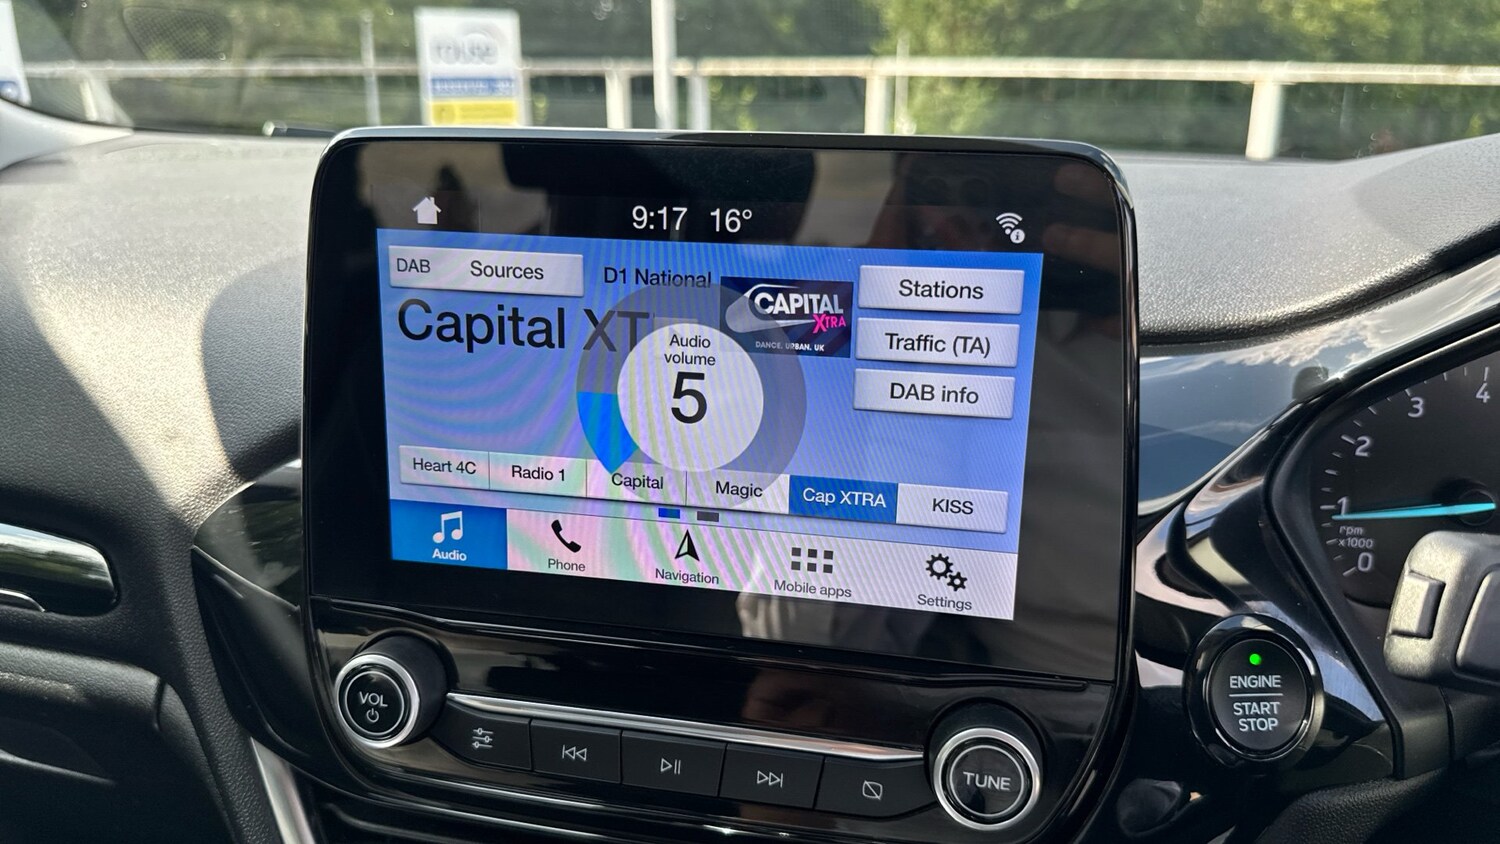 9:17 16°
DAB Sources
D1 National
CAPITAL
XTRA
DANCE. URBAN. UK
Stations
Capital XT
Audio
volume
5
Traffic (TA)
DAB info
Heart 4C
Radio 1
Capital
Magic
Cap XTRA
KISS
Audio
Phone
Navigation
Mobile apps
Settings
VOL
TUNE
ENGINE
START
STOP
4
3
2
1
rpm
x1000
0